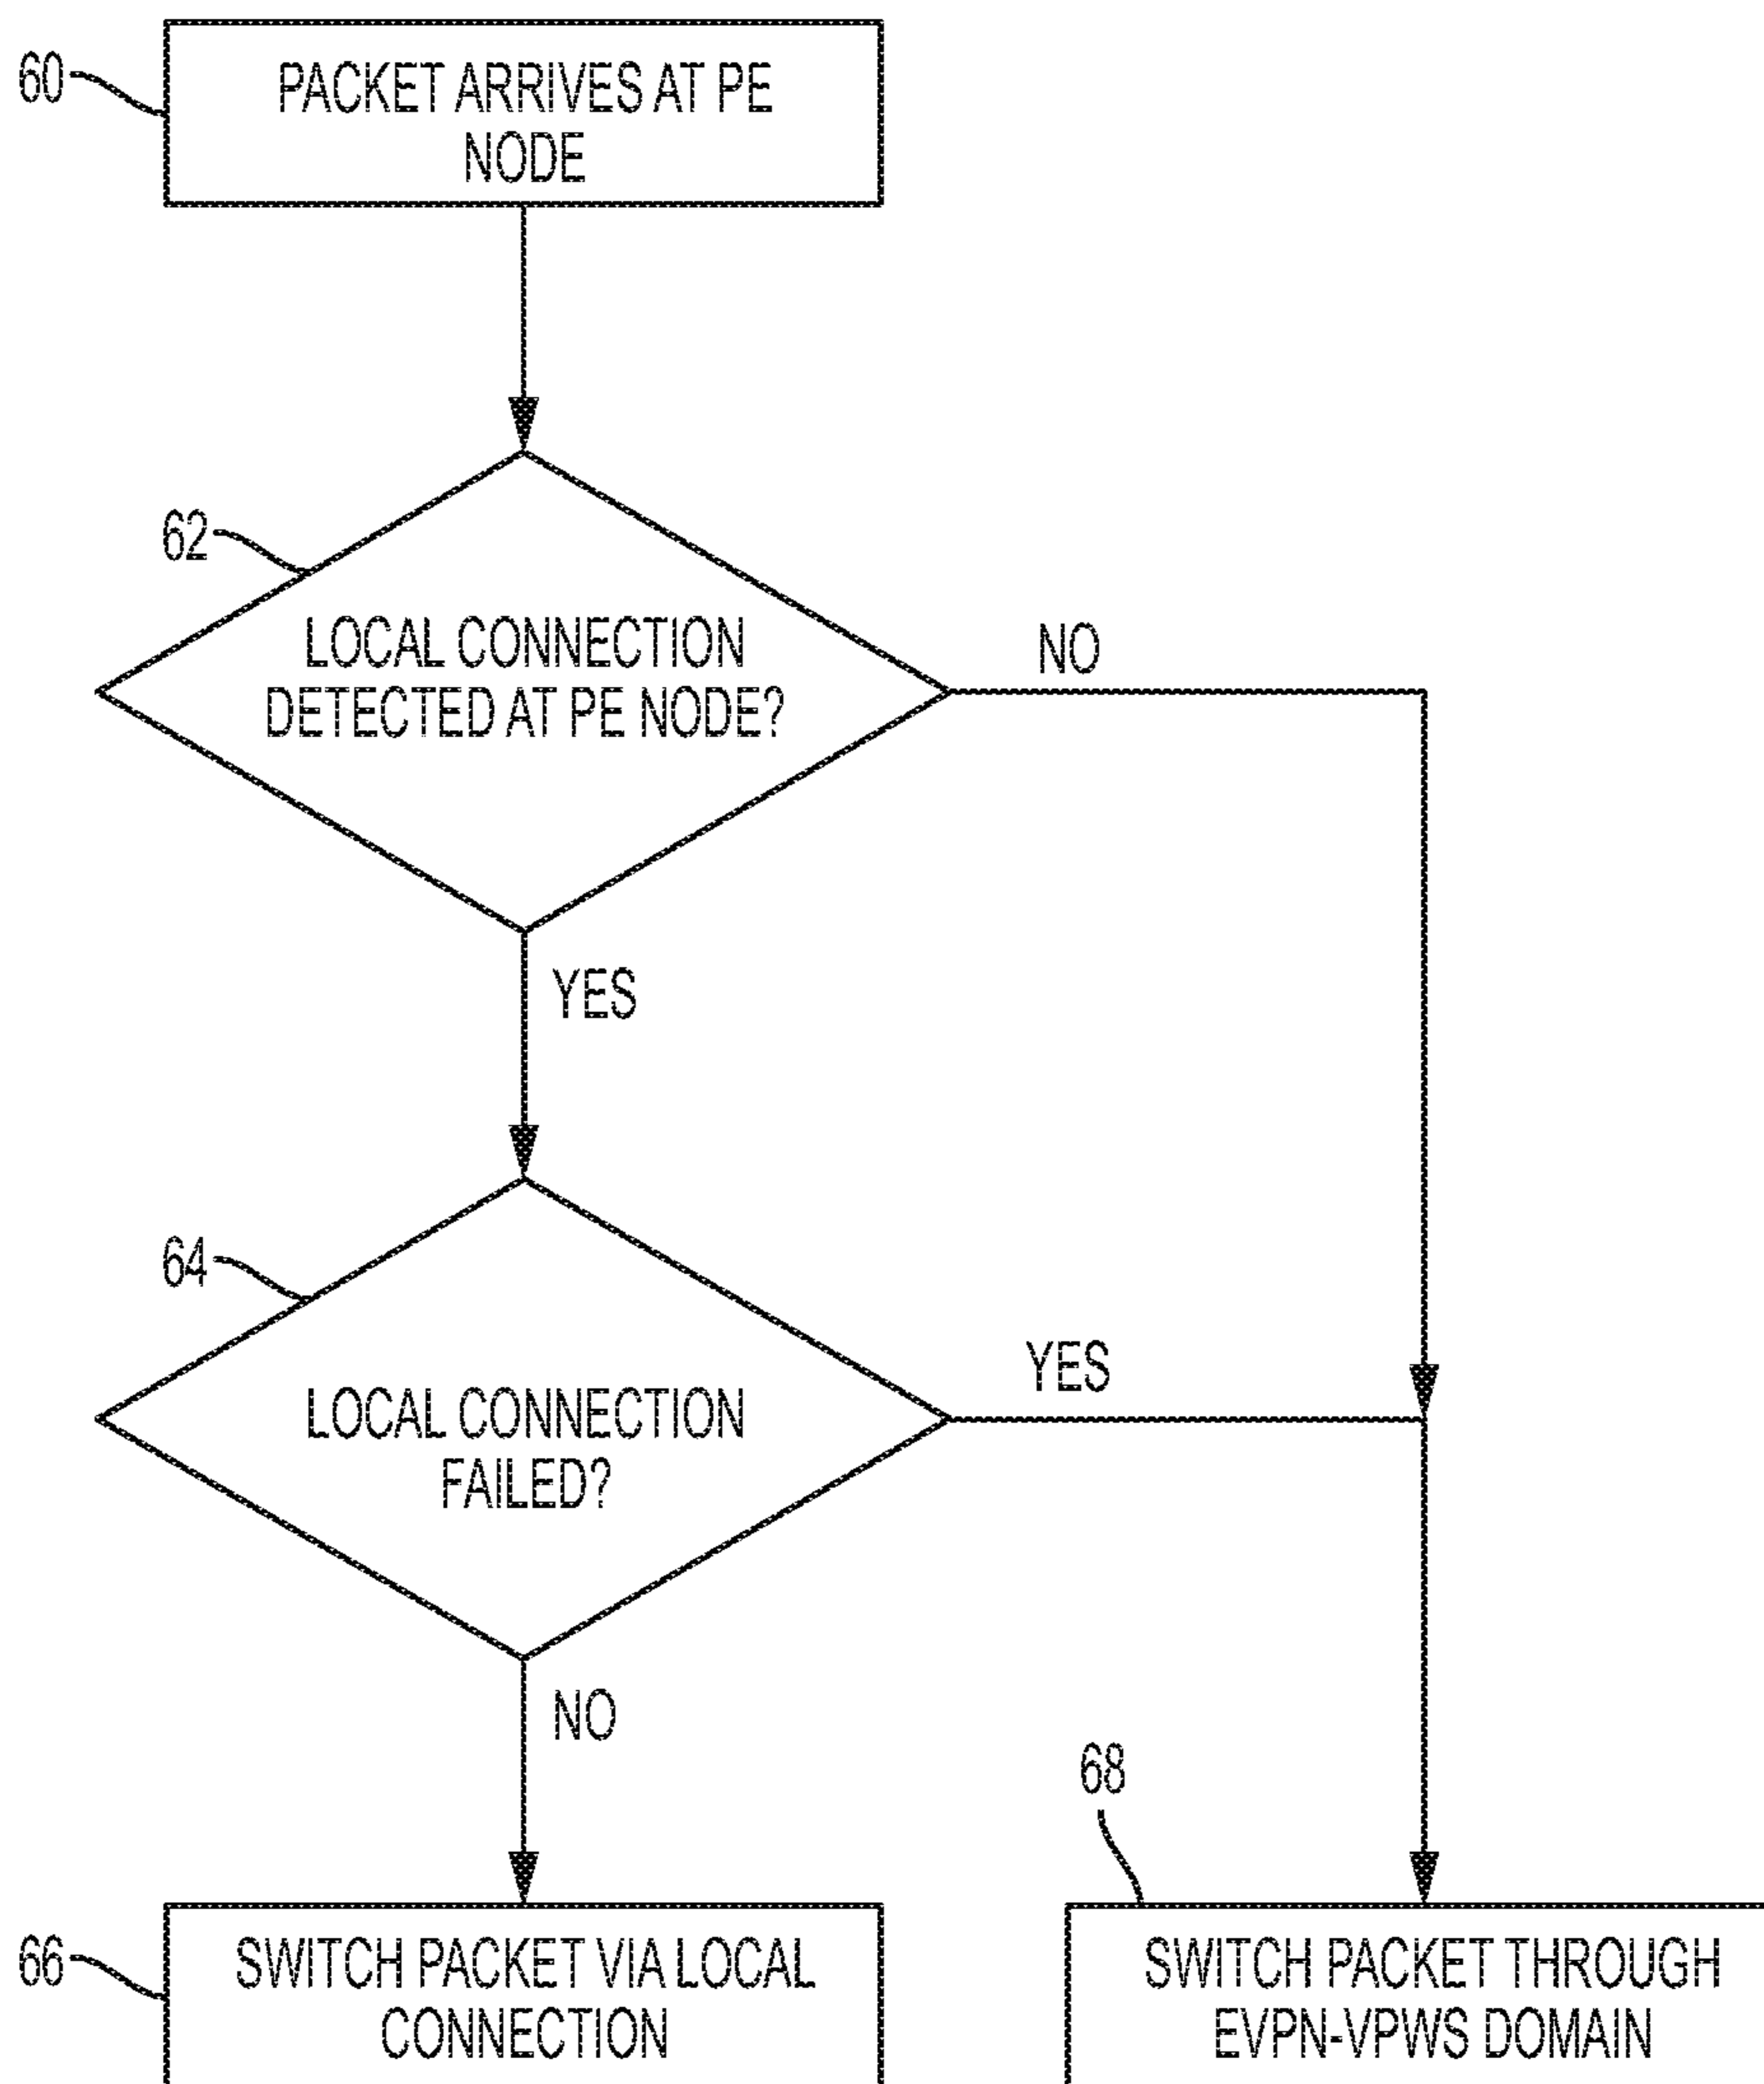 60
PACKET ARRIVES AT PE
NODE
62
LOCAL CONNECTION
DETECTED AT PE NODE?
NO
YES
64
LOCAL CONNECTION
FAILED?
YES
NO
68
66
SWITCH PACKET VIA LOCAL
CONNECTION
SWITCH PACKET THROUGH
EVPN-VPWS DOMAIN